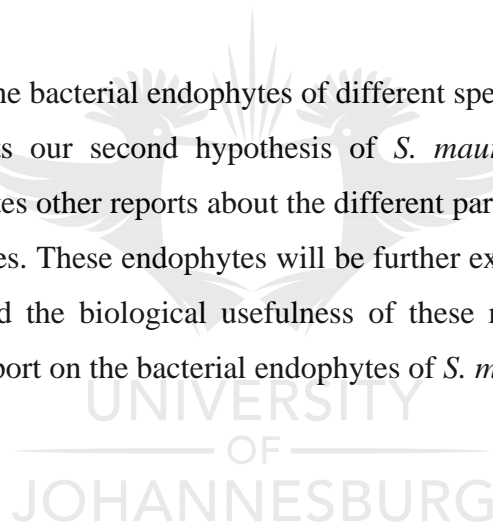 he bacterial endophytes of different spe
ts our second hypothesis of S. maur
tes other reports about the different par
es. These endophytes will be further ex
d the biological usefulness of these
port on the bacterial endophytes of S. m
UNIVERSITY
OF
JOHANNESBURG